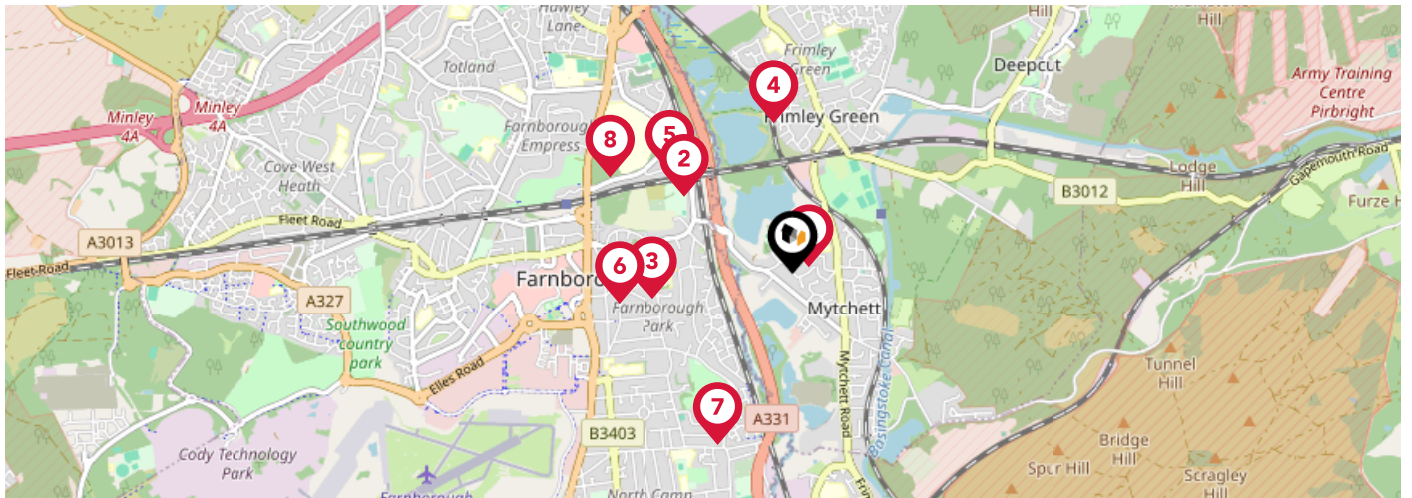 Hawley
Lane
Hill
Hill
Frimley
Green
Totland
Deepcut
Army Training
Centre
Pirbright
4
Minley
4A
Minley
4A
Farnborough
Empress
8
5
2
Frimley Green
Cove West
Heath
Lodge
Hill
Gapemouth Road
B3012
Furze H
Fleet Road
A3013
Fleet Road
6
3
Farnboro
A327
Farnborough
Park
Mytchett
Southwood
country
park
Elles Road
Mytchett Road
Basingstoke Canal
Tunnel
Hill
7
A331
B3403
Bridge
Hill
Cody Technology
Park
Spur Hill
Scragley
Hill
Farnborough
North Camp
Frim